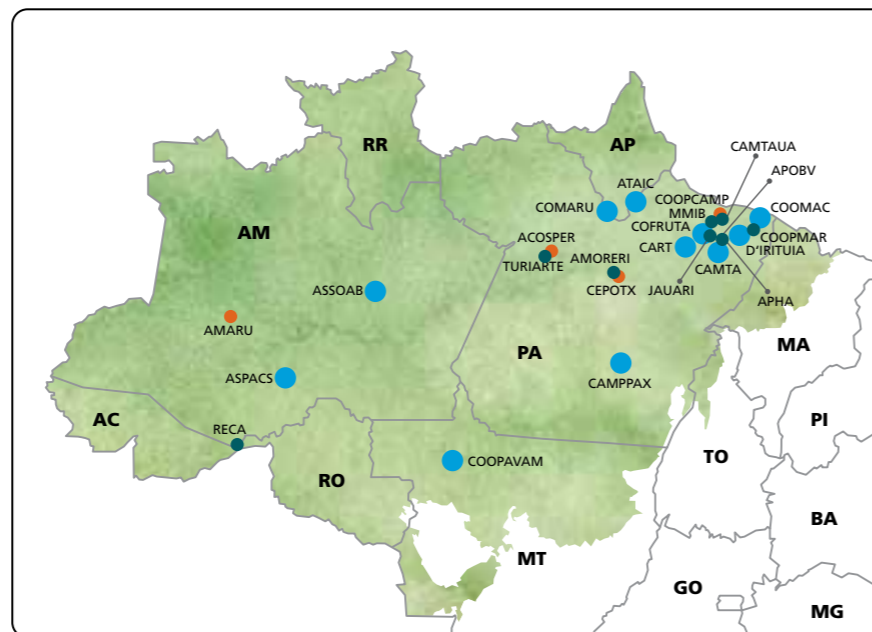 CAMTAUA
RR
AP
APOBV
ATAIC
COOPCAMP
COMARU
MMIB
COOMAC
COFRUTA
AM
ACOSPER
CART
COOPMAR
D'IRITUIA
TURIARTE
AMORERI
CAMTA
ASSOAB
CEPOTX
JAUARI
APHA
AMARU
PA
MA
CAMPPAX
ASPACS
AC
PI
RECA
TO
COOPAVAM
RO
BA
MT
GO
MG